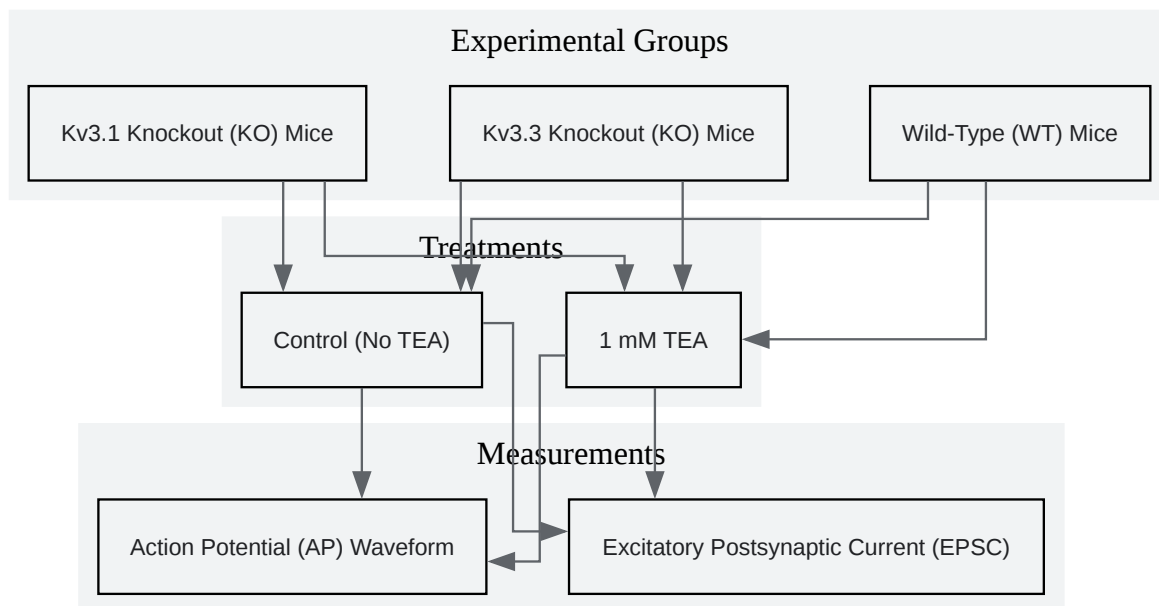 Experimental Groups
Kv3.1 Knockout (KO) Mice
Kv3.3 Knockout (KO) Mice
Wild-Type (WT) Mice
Treatments
Control (No TEA)
1 mM TEA
Measurements
Action Potential (AP) Waveform
Excitatory Postsynaptic Current (EPSC)